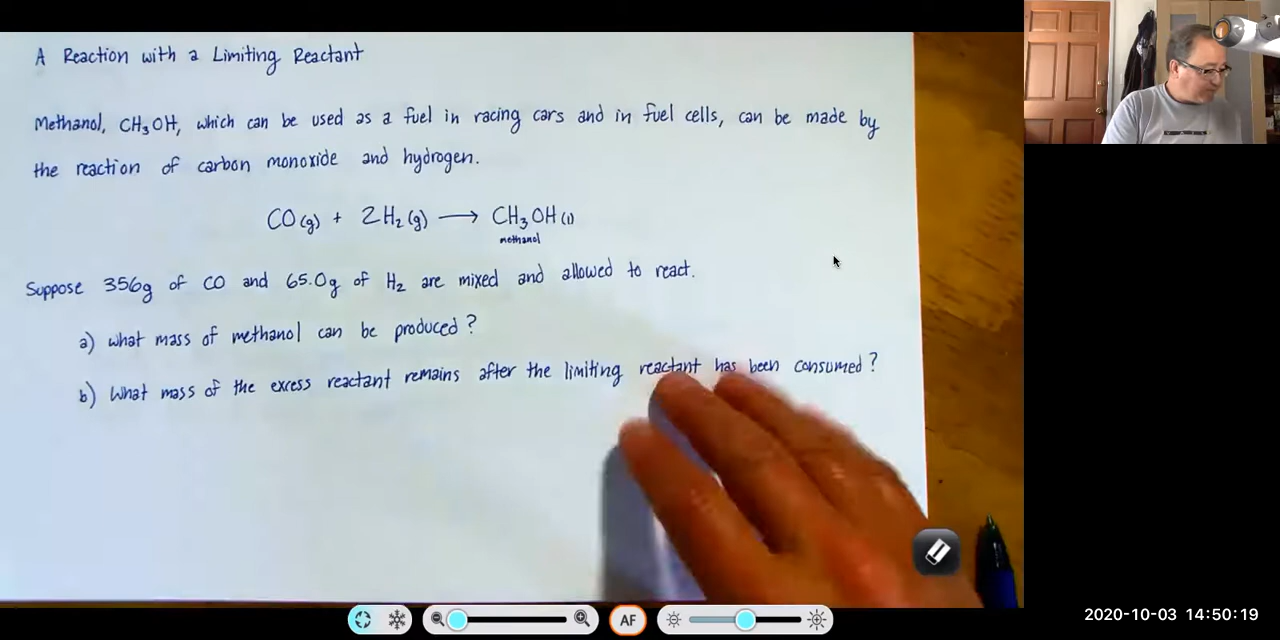 A Reaction with a Limiting Reactant
Methanol, CH₃OH, which can be used as a fuel in racing cars and in fuel cells, can be made by
the reaction of carbon monoxide and hydrogen.
CO(g) + 2H₂(g) ⟶ CH₃OH(l)
methanol
Suppose 356g of CO and 65.0g of H₂ are mixed and allowed to react.
a) What mass of methanol can be produced?
b) What mass of the excess reactant remains after the limiting reactant has been consumed?
AF
2020-10-03 14:50:19